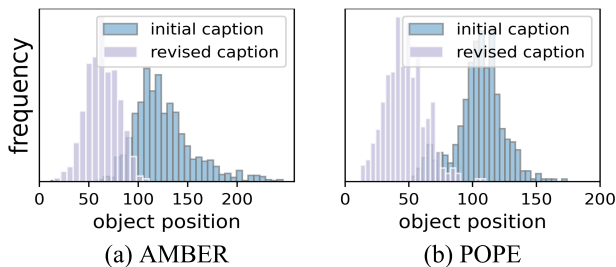 initial caption
revised caption
frequency
0 50 100 150 200
object position
(a) AMBER
initial caption
revised caption
0 50 100 150 200
object position
(b) POPE